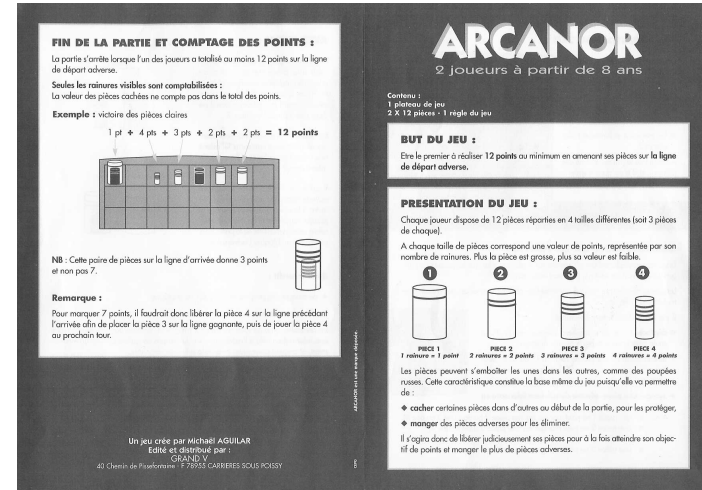 FIN DE LA PARTIE ET COMPTAGE DES POINTS :
La partie s'arrête lorsque l'un des joueurs a totalisé au moins 12 points sur la ligne
de départ adverse.
Seules les rainures visibles sont comptabilisées :
La valeur des pièces cachées ne compte pas dans le total des points.
Exemple : victoire des pièces claires
1 pt + 4 pts + 3 pts + 2 pts + 2 pts = 12 points
NB : Cette paire de pièces sur la ligne d'arrivée donne 3 points
et non pas 7.
Remarque :
Pour marquer 7 points, il faudrait donc libérer la pièce 4 sur la ligne précédant
l'arrivée afin de placer la pièce 3 sur la ligne gagnante, puis de jouer la pièce 4
au prochain tour.
Un jeu crée par Michaël AGUILAR
Edité et distribué par :
GRAND V
40 Chemin de Pissefontaine - F 78955 CARRIERES SOUS POISSY
ARCANOR est une marque déposée.
ARCANOR
2 joueurs à partir de 8 ans
Contenu :
1 plateau de jeu
2 X 12 pièces - 1 règle du jeu
BUT DU JEU :
Etre le premier à réaliser 12 points au minimum en amenant ses pièces sur la ligne
de départ adverse.
PRESENTATION DU JEU :
Chaque joueur dispose de 12 pièces réparties en 4 tailles différentes (soit 3 pièces
de chaque).
A chaque taille de pièces correspond une valeur de points, représentée par son
nombre de rainures. Plus la pièce est grosse, plus sa valeur est faible.
1 2 3 4
PIECE 1 PIECE 2 PIECE 3 PIECE 4
1 rainure = 1 point 2 rainures = 2 points 3 rainures = 3 points 4 rainures = 4 points
Les pièces peuvent s'emboîter les unes dans les autres, comme des poupées
russes. Cette caractéristique constitue la base même du jeu puisqu'elle va permettre
de :
◆ cacher certaines pièces dans d'autres au début de la partie, pour les protéger,
◆ manger des pièces adverses pour les éliminer.
Il s'agira donc de libérer judicieusement ses pièces pour à la fois atteindre son objec-
tif de points et manger le plus de pièces adverses.